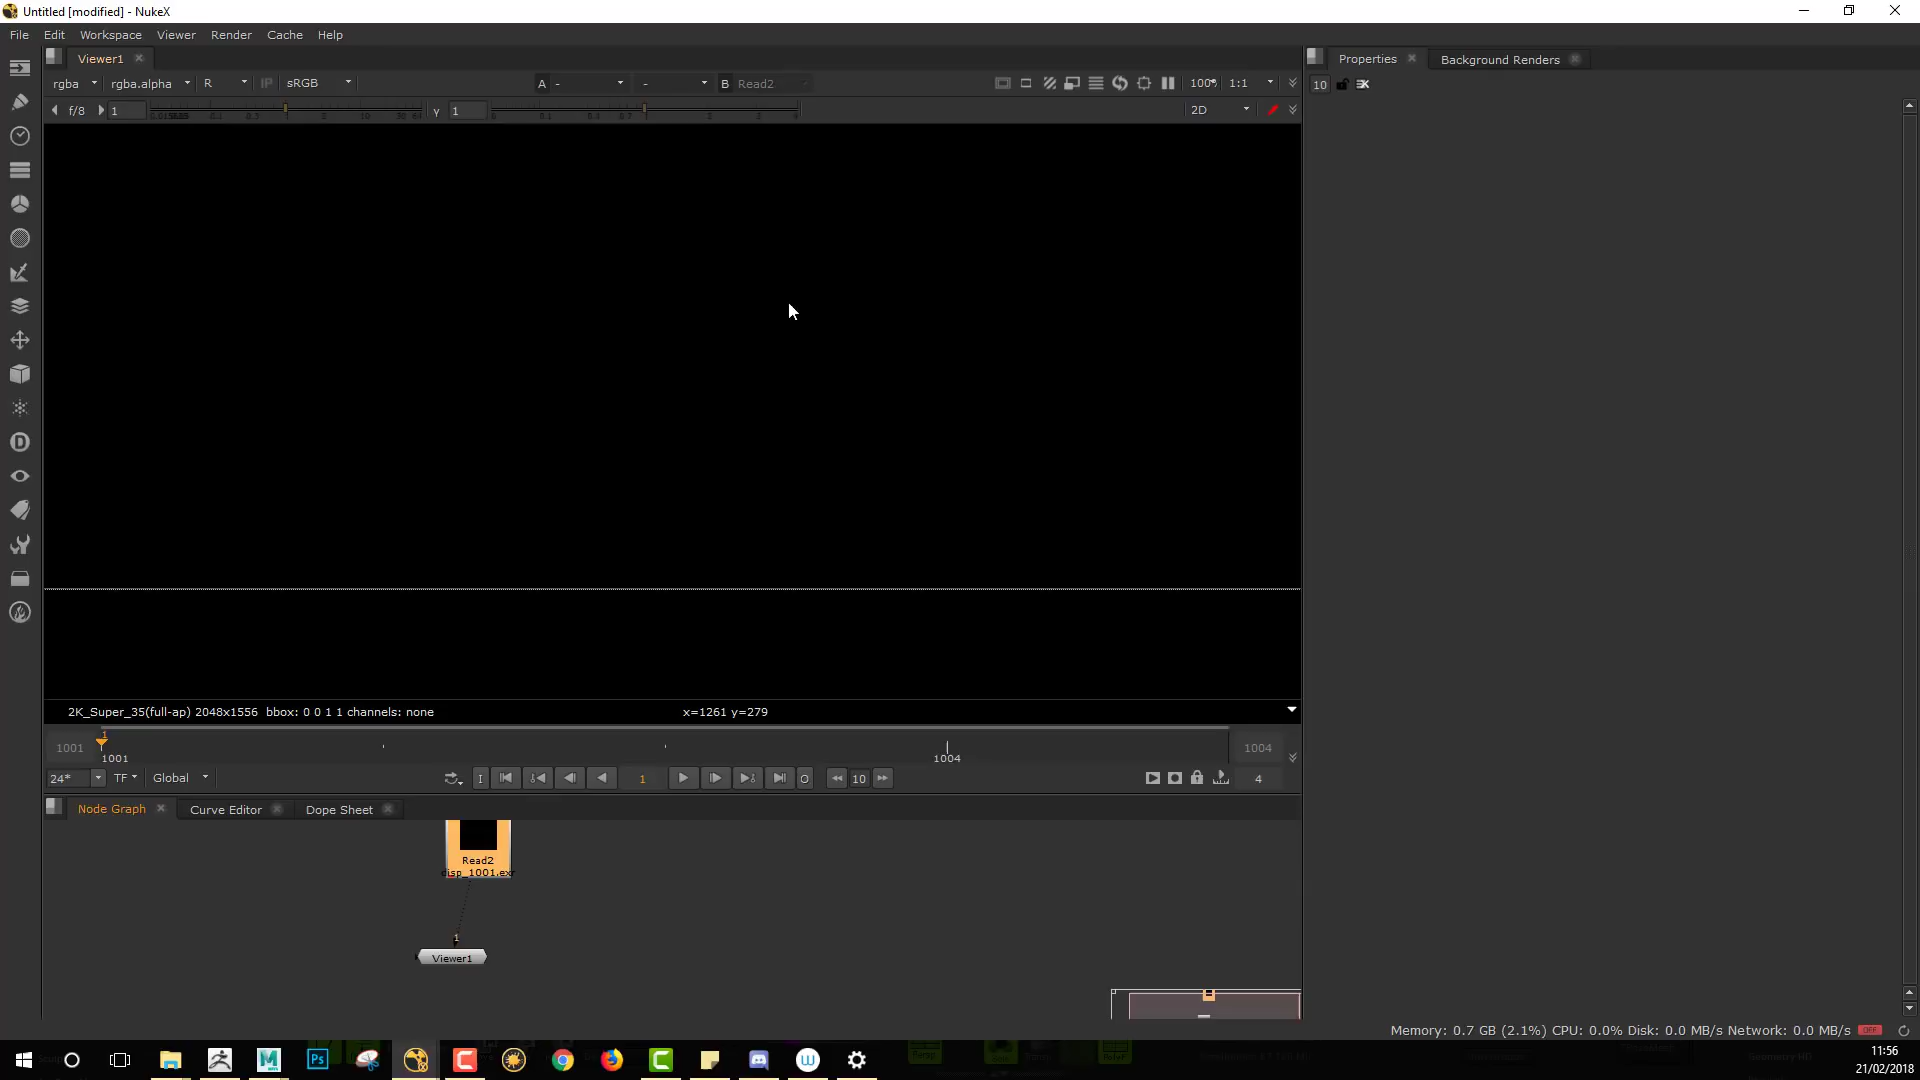 Untitled [modified] - NukeX
File Edit Workspace Viewer Render Cache Help
Viewer1
Properties
Background Renders
rgba rgba.alpha R IP sRGB A - - B Read2 100% 1:1
10
f/8 1 γ 1 2D
2K_Super_35(full-ap) 2048x1556 bbox: 0 0 1 1 channels: none
x=1261 y=279
1
1001 1004
1001 1004
24* TF Global I 1 O 10 4
Node Graph Curve Editor Dope Sheet
Read2
disp_1001.exr
1
Viewer1
Memory: 0.7 GB (2.1%) CPU: 0.0% Disk: 0.0 MB/s Network: 0.0 MB/s OFF
11:56
21/02/2018